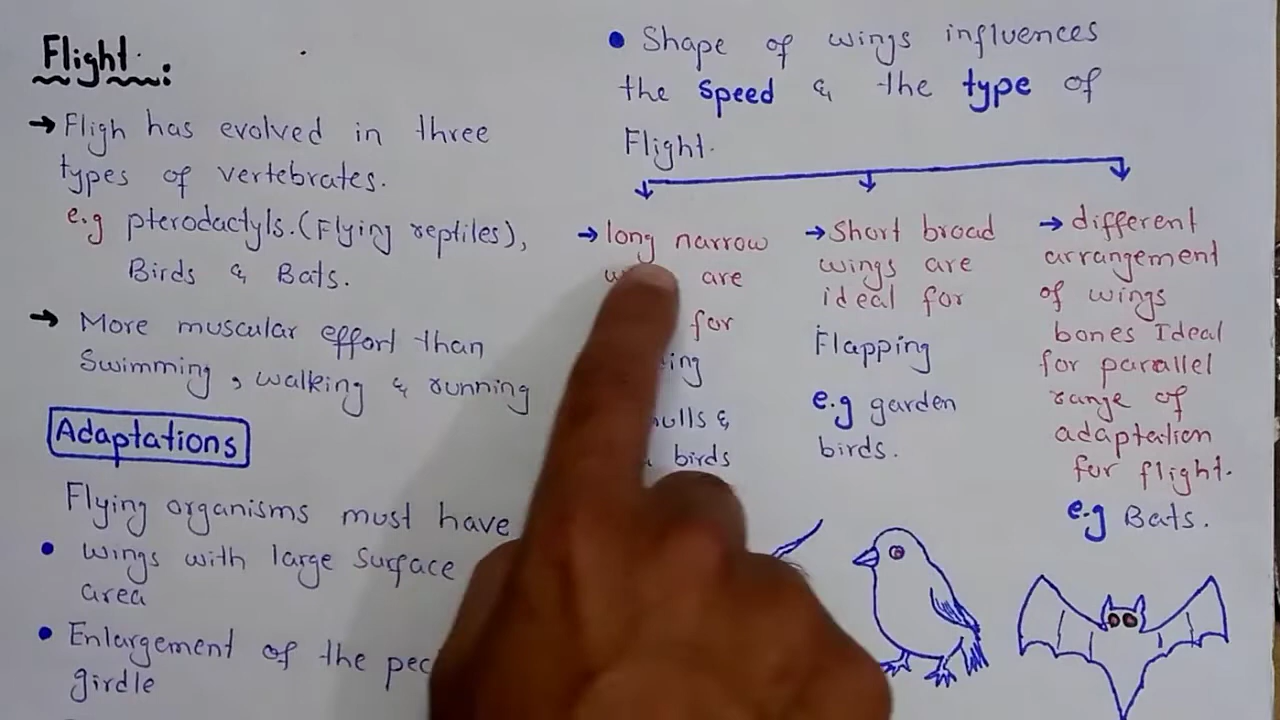 Flight:
→ Fligh has evolved in three
types of vertebrates.
e.g pterodactyls. (Flying reptiles),
Birds & Bats.
→ More muscular effort than
Swimming, walking & running
Adaptations
Flying organisms must have
• Wings with large Surface
area
• Enlargement of the
girdle
• Shape of wings influences
the Speed & the type of
Flight.
→ long narrow
are
for
& birds
→ Short broad
wings are
ideal for
Flapping
e.g garden
birds.
→ different
arrangement
of wings
bones Ideal
for parallel
range of
adaptation
for flight.
e.g Bats.